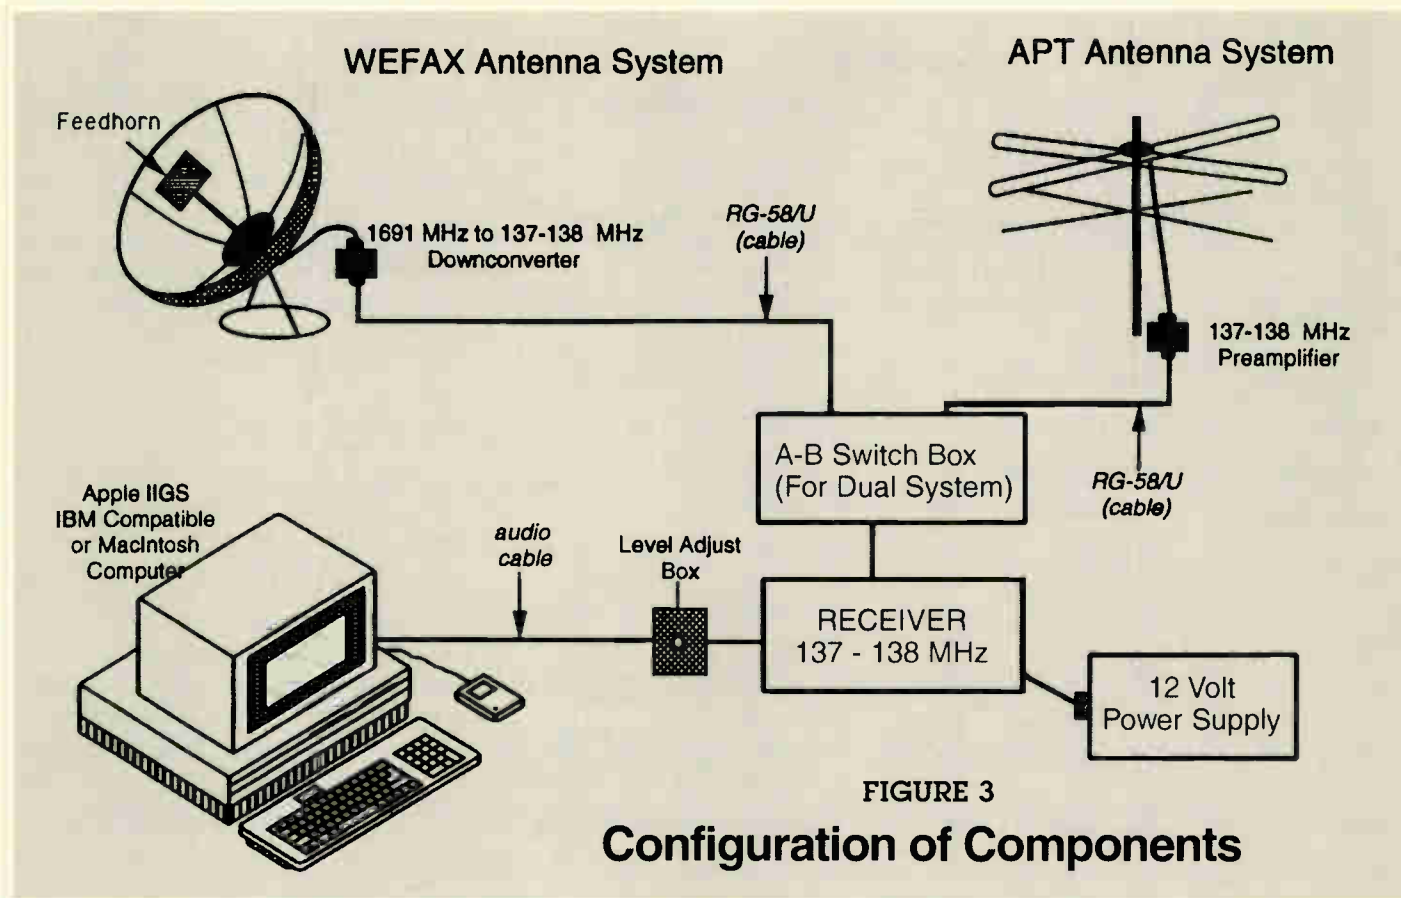 WEFAX Antenna System
APT Antenna System
Feedhorn
1691 MHz to 137-138 MHz
Downconverter
RG-58/U
(cable)
137-138 MHz
Preamplifier
A-B Switch Box
(For Dual System)
RG-58/U
(cable)
Apple IIGS
IBM Compatible
or MacIntosh
Computer
audio
cable
Level Adjust
Box
RECEIVER
137 - 138 MHz
12 Volt
Power Supply
FIGURE 3
Configuration of Components